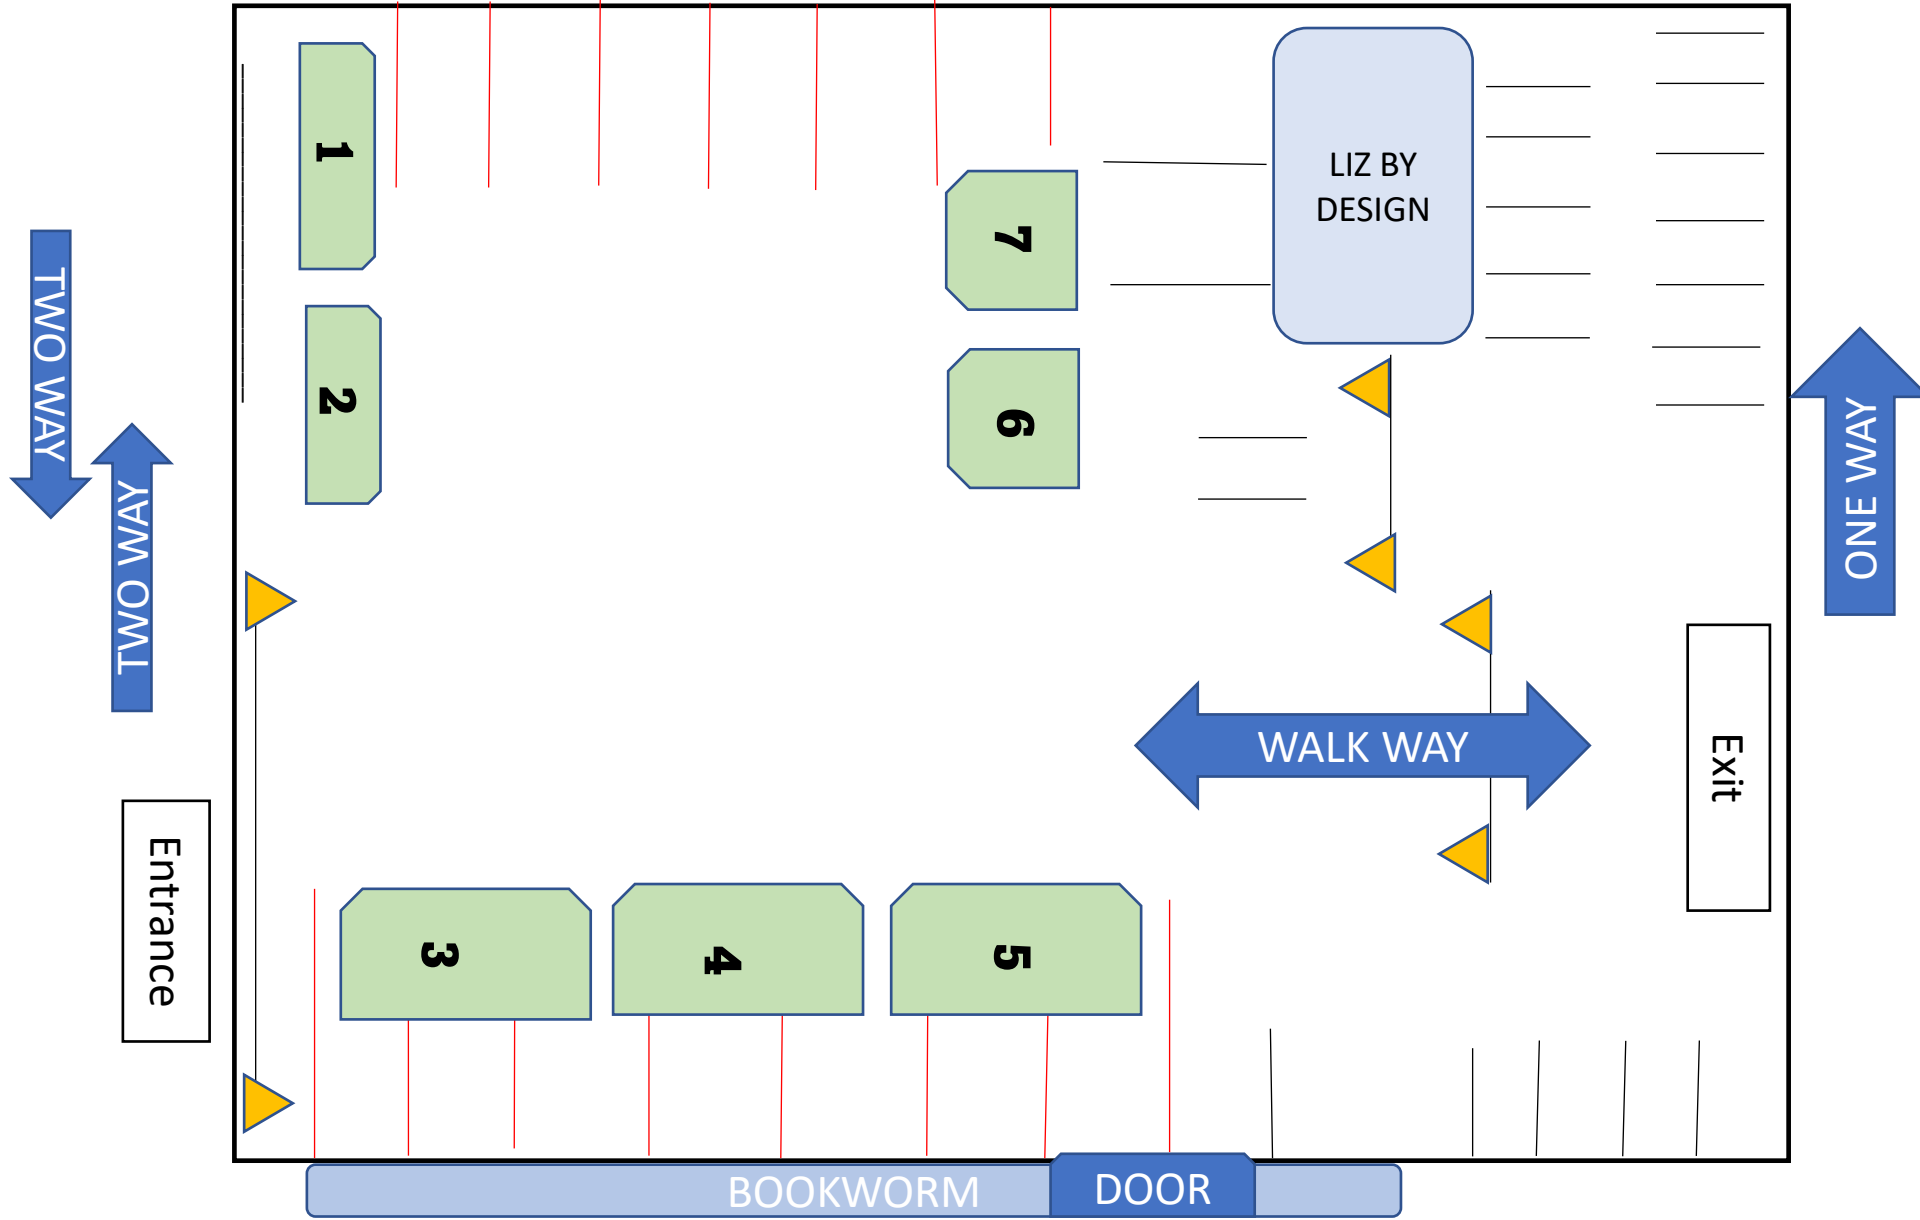 1
LIZ BY
DESIGN
7
2
6
TWO WAY
TWO WAY
ONE WAY
WALK WAY
Exit
Entrance
3
4
5
BOOKWORM
DOOR